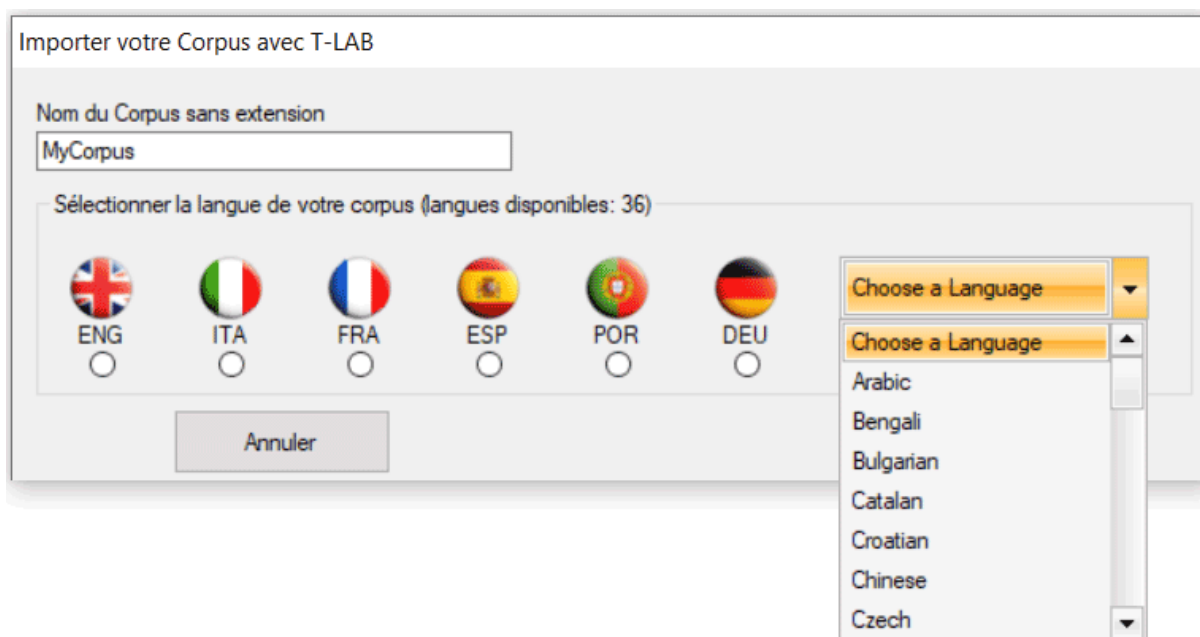 Importer votre Corpus avec T-LAB
Nom du Corpus sans extension
MyCorpus
Sélectionner la langue de votre corpus (langues disponibles: 36)
ENG ITA FRA ESP POR DEU
Choose a Language
Choose a Language
Arabic
Bengali
Bulgarian
Catalan
Croatian
Chinese
Czech
Annuler